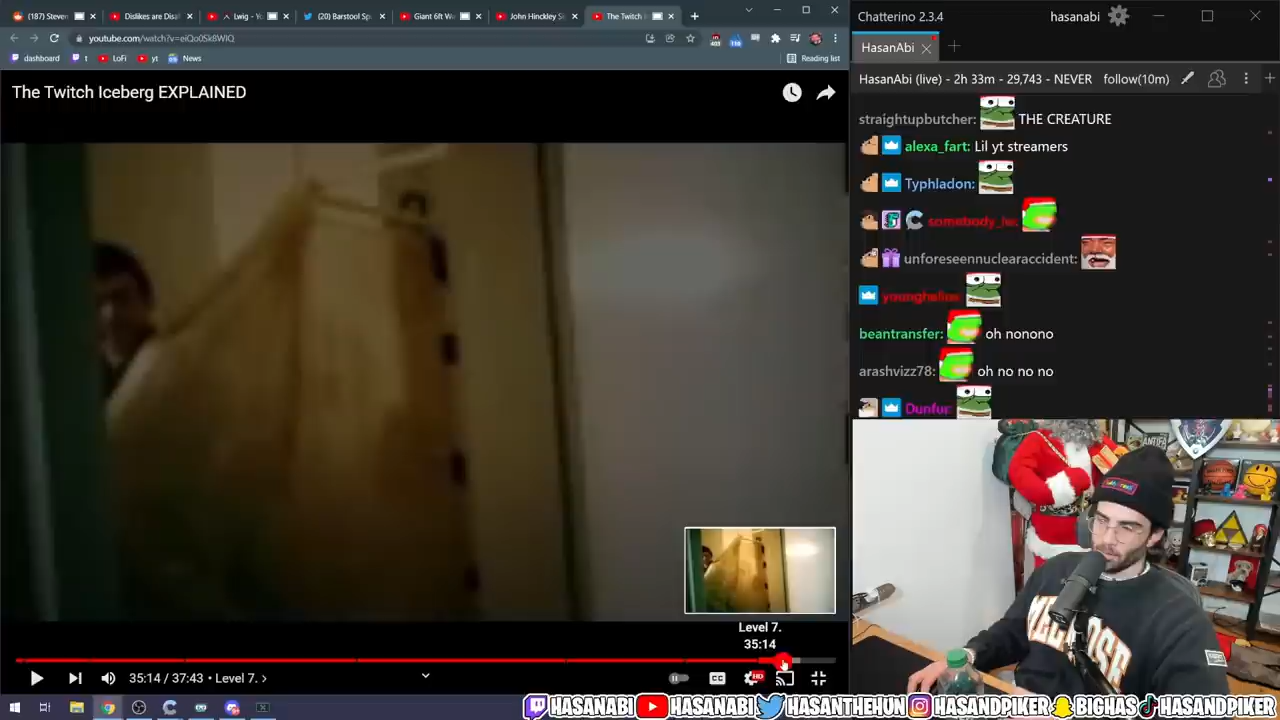 (187) Steven
Dislikes are Disa
Lwig - Yo
(20) Barstool Sp
Giant 6ft W
John Hinckley
The Twitch I
youtube.com/watch?v=eiQo0Sk8WIQ
dashboard
t
LoFi
yt
News
Reading list
The Twitch Iceberg EXPLAINED
Level 7.
35:14
35:14 / 37:43 • Level 7. >
CC
HD
Chatterino 2.3.4
hasanabi
HasanAbi
HasanAbi (live) - 2h 33m - 29,743 - NEVER follow(10m)
straightupbutcher: THE CREATURE
alexa_fart: Lil yt streamers
Typhladon:
unforeseennuclearaccident:
beantransfer: oh nonono
arashvizz78: oh no no no
Dunfur
ANTIFA
HASANABI HASANABI HASANTHEHUN HASANDPIKER BIGHAS HASANDPIKER